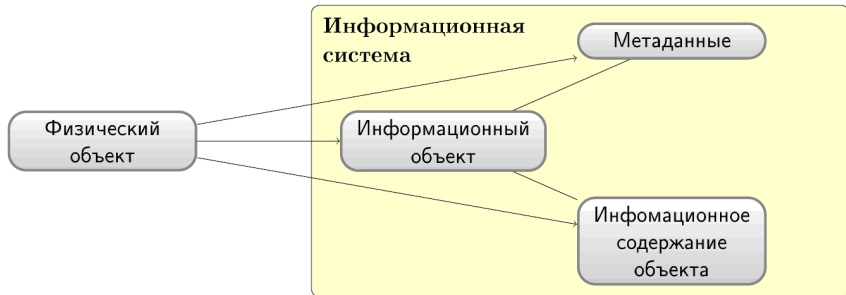 Информационная
система
Метаданные
Физический
объект
Информационный
объект
Инфомационное
содержание
объекта